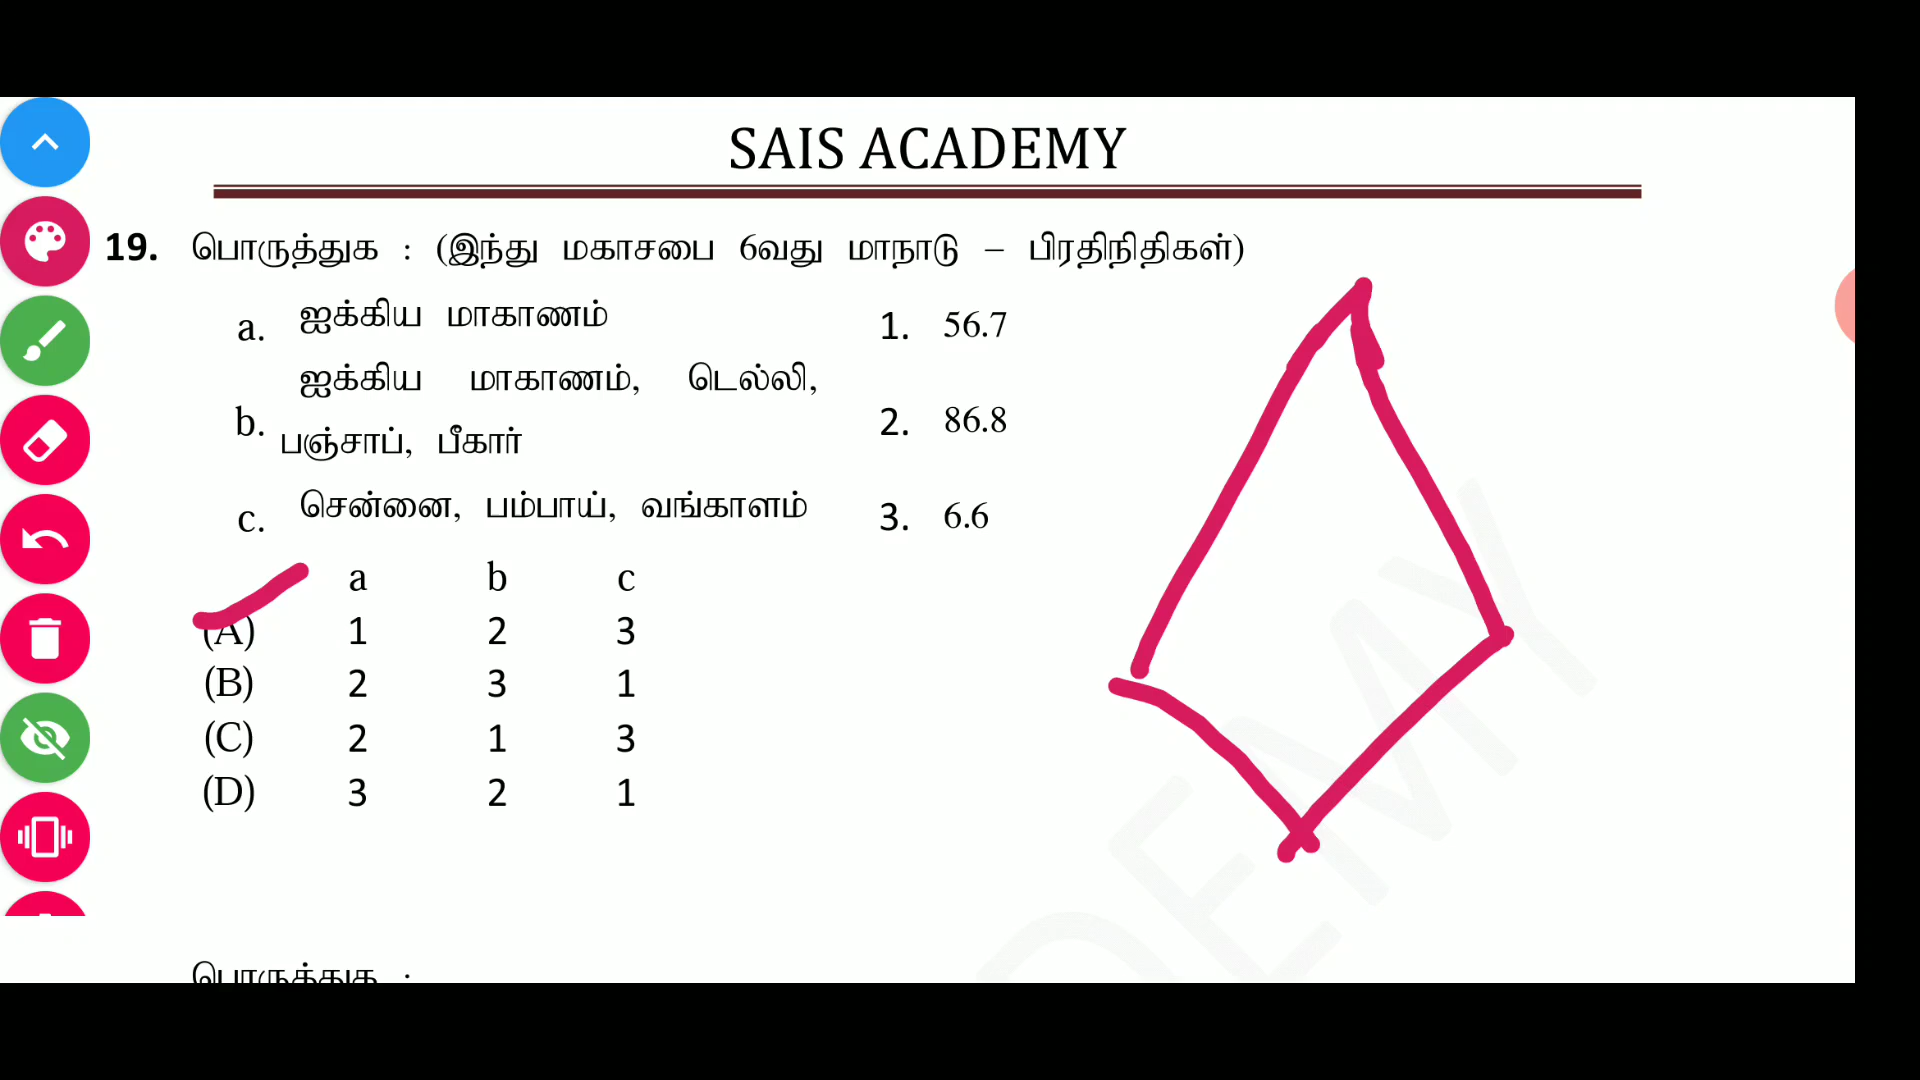 SAIS ACADEMY
19. பொருத்துக : (இந்து மகாசபை 6வது மாநாடு – பிரதிநிதிகள்)
a. ஐக்கிய மாகாணம் 1. 56.7
ஐக்கிய மாகாணம், டெல்லி,
b. பஞ்சாப், பீகார் 2. 86.8
c. சென்னை, பம்பாய், வங்காளம் 3. 6.6
a b c
(A) 1 2 3
(B) 2 3 1
(C) 2 1 3
(D) 3 2 1
பொருத்துக :